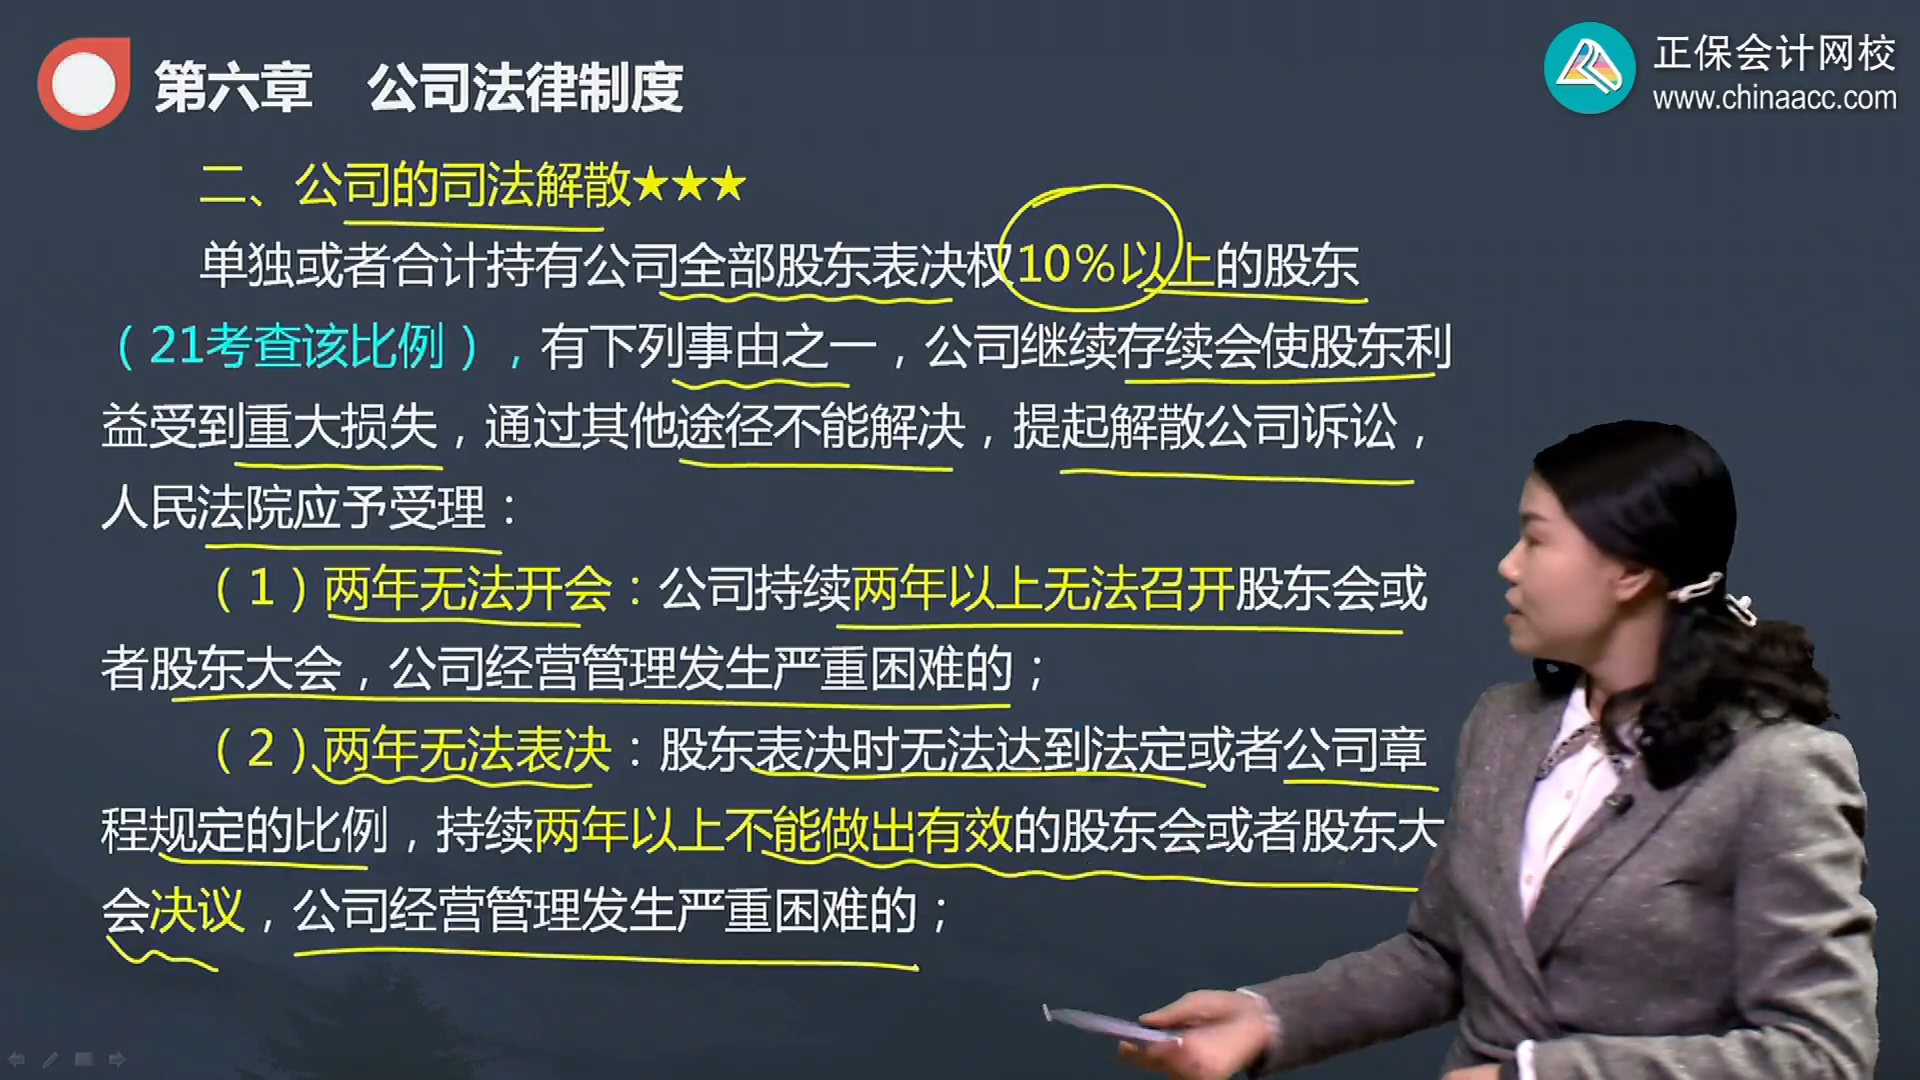 第六章 公司法律制度
正保会计网校
www.chinaacc.com
二、公司的司法解散★★★
单独或者合计持有公司全部股东表决权10%以上的股东
（21考查该比例），有下列事由之一，公司继续存续会使股东利
益受到重大损失，通过其他途径不能解决，提起解散公司诉讼，
人民法院应予受理：
（1）两年无法开会：公司持续两年以上无法召开股东会或
者股东大会，公司经营管理发生严重困难的；
（2）两年无法表决：股东表决时无法达到法定或者公司章
程规定的比例，持续两年以上不能做出有效的股东会或者股东大
会决议，公司经营管理发生严重困难的；